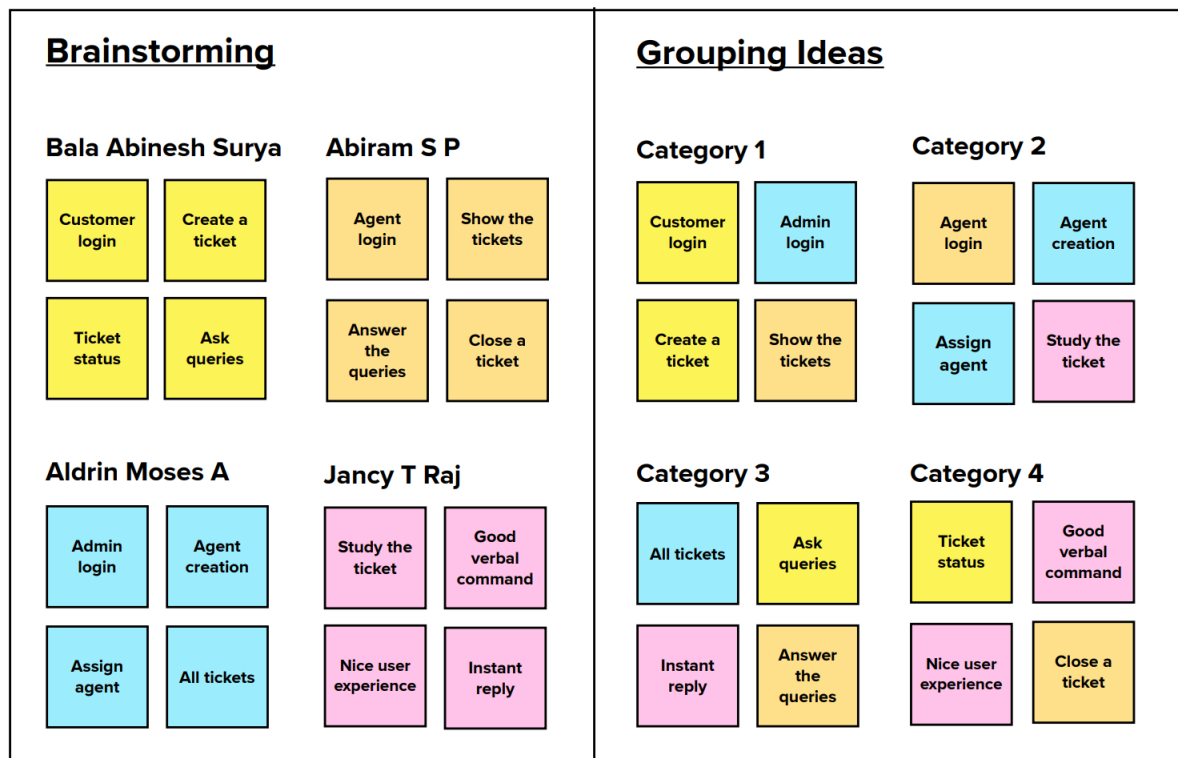 Brainstorming
Bala Abinesh Surya
Customer
login
Create a
ticket
Ticket
status
Ask
queries
Abiram S P
Agent
login
Show the
tickets
Answer
the
queries
Close a
ticket
Aldrin Moses A
Admin
login
Agent
creation
Assign
agent
All tickets
Jancy T Raj
Study the
ticket
Good
verbal
command
Nice user
experience
Instant
reply
Grouping Ideas
Category 1
Customer
login
Admin
login
Create a
ticket
Show the
tickets
Category 2
Agent
login
Agent
creation
Assign
agent
Study the
ticket
Category 3
All tickets
Ask
queries
Instant
reply
Answer
the
queries
Category 4
Ticket
status
Good
verbal
command
Nice user
experience
Close a
ticket